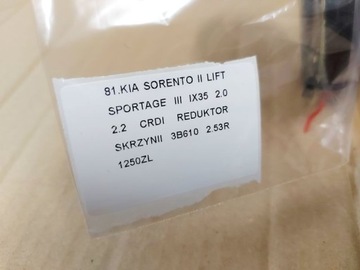 81.KIA SORENTO II LIFT
SPORTAGE III IX35 2.0
2.2 CRDI REDUKTOR
SKRZYNII 3B610 2.53R
1250ZL